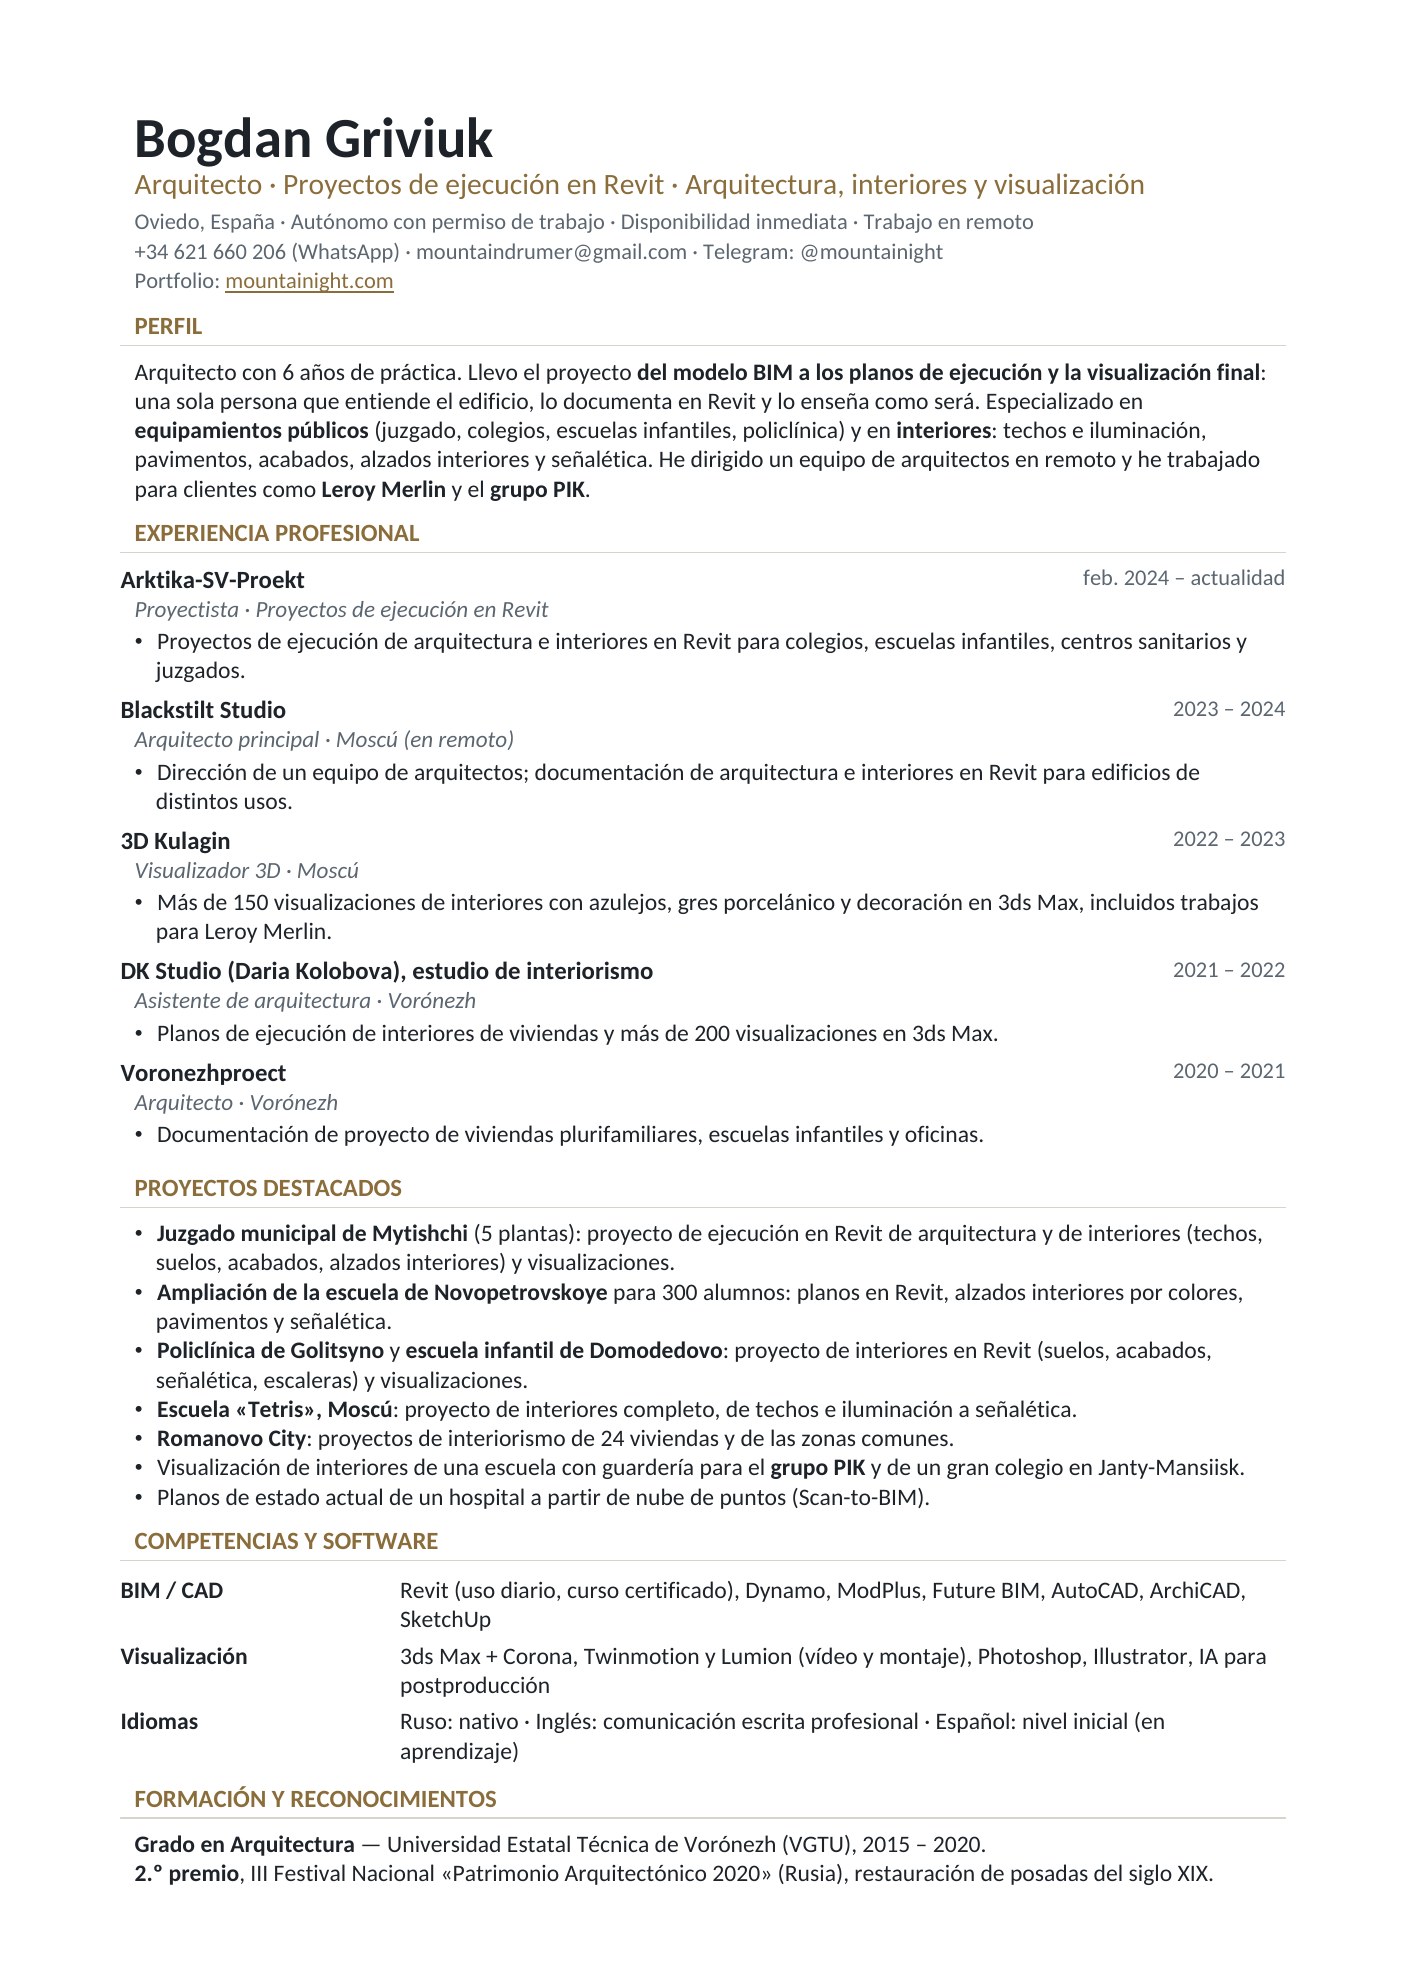 Bogdan Griviuk
Arquitecto · Proyectos de ejecución en Revit · Arquitectura, interiores y visualización
Oviedo, España · Autónomo con permiso de trabajo · Disponibilidad inmediata · Trabajo en remoto
+34 621 660 206 (WhatsApp) · mountaindrumer@gmail.com · Telegram: @mountainight
Portfolio: mountainight.com
PERFIL
Arquitecto con 6 años de práctica. Llevo el proyecto del modelo BIM a los planos de ejecución y la visualización final:
una sola persona que entiende el edificio, lo documenta en Revit y lo enseña como será. Especializado en
equipamientos públicos (juzgado, colegios, escuelas infantiles, policlínica) y en interiores: techos e iluminación,
pavimentos, acabados, alzados interiores y señalética. He dirigido un equipo de arquitectos en remoto y he trabajado
para clientes como Leroy Merlin y el grupo PIK.
EXPERIENCIA PROFESIONAL
Arktika-SV-Proekt feb. 2024 – actualidad
Proyectista · Proyectos de ejecución en Revit
• Proyectos de ejecución de arquitectura e interiores en Revit para colegios, escuelas infantiles, centros sanitarios y
juzgados.
Blackstilt Studio 2023 – 2024
Arquitecto principal · Moscú (en remoto)
• Dirección de un equipo de arquitectos; documentación de arquitectura e interiores en Revit para edificios de
distintos usos.
3D Kulagin 2022 – 2023
Visualizador 3D · Moscú
• Más de 150 visualizaciones de interiores con azulejos, gres porcelánico y decoración en 3ds Max, incluidos trabajos
para Leroy Merlin.
DK Studio (Daria Kolobova), estudio de interiorismo 2021 – 2022
Asistente de arquitectura · Vorónezh
• Planos de ejecución de interiores de viviendas y más de 200 visualizaciones en 3ds Max.
Voronezhproect 2020 – 2021
Arquitecto · Vorónezh
• Documentación de proyecto de viviendas plurifamiliares, escuelas infantiles y oficinas.
PROYECTOS DESTACADOS
• Juzgado municipal de Mytishchi (5 plantas): proyecto de ejecución en Revit de arquitectura y de interiores (techos,
suelos, acabados, alzados interiores) y visualizaciones.
• Ampliación de la escuela de Novopetrovskoye para 300 alumnos: planos en Revit, alzados interiores por colores,
pavimentos y señalética.
• Policlínica de Golitsyno y escuela infantil de Domodedovo: proyecto de interiores en Revit (suelos, acabados,
señalética, escaleras) y visualizaciones.
• Escuela «Tetris», Moscú: proyecto de interiores completo, de techos e iluminación a señalética.
• Romanovo City: proyectos de interiorismo de 24 viviendas y de las zonas comunes.
• Visualización de interiores de una escuela con guardería para el grupo PIK y de un gran colegio en Janty-Mansiisk.
• Planos de estado actual de un hospital a partir de nube de puntos (Scan-to-BIM).
COMPETENCIAS Y SOFTWARE
BIM / CAD Revit (uso diario, curso certificado), Dynamo, ModPlus, Future BIM, AutoCAD, ArchiCAD,
SketchUp
Visualización 3ds Max + Corona, Twinmotion y Lumion (vídeo y montaje), Photoshop, Illustrator, IA para
postproducción
Idiomas Ruso: nativo · Inglés: comunicación escrita profesional · Español: nivel inicial (en
aprendizaje)
FORMACIÓN Y RECONOCIMIENTOS
Grado en Arquitectura — Universidad Estatal Técnica de Vorónezh (VGTU), 2015 – 2020.
2.º premio, III Festival Nacional «Patrimonio Arquitectónico 2020» (Rusia), restauración de posadas del siglo XIX.